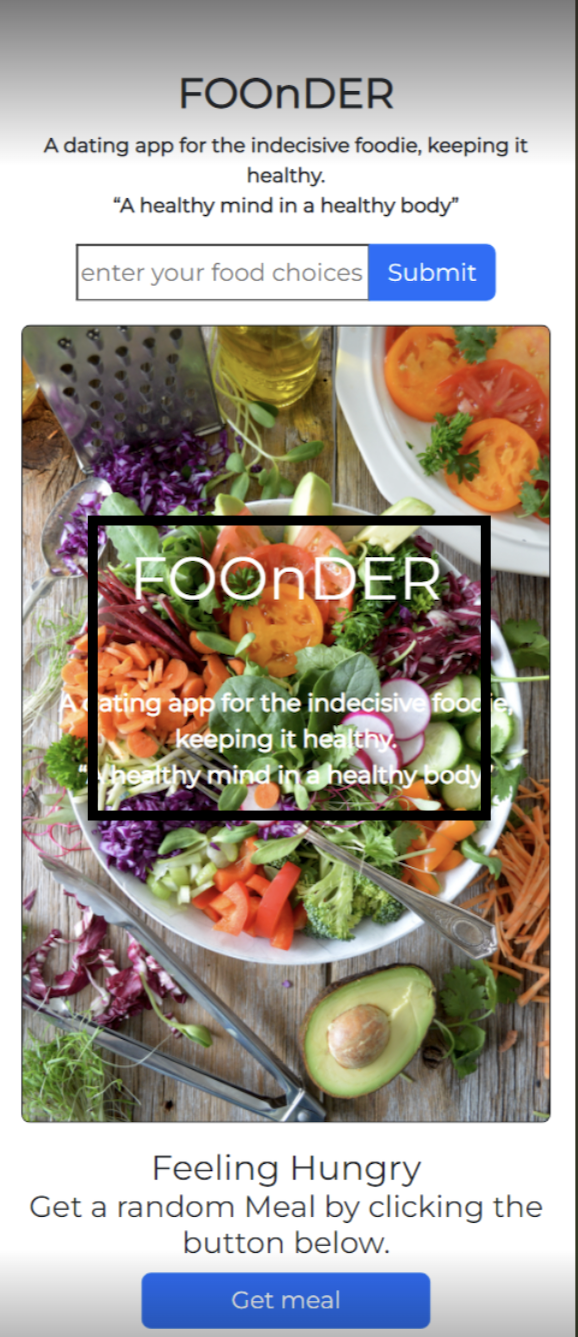 FOOnDER
A dating app for the indecisive foodie, keeping it
healthy.
“A healthy mind in a healthy body”
enter your food choices
Submit
FOOnDER
A dating app for the indecisive foodie,
keeping it healthy.
“A healthy mind in a healthy body”
Feeling Hungry
Get a random Meal by clicking the
button below.
Get meal